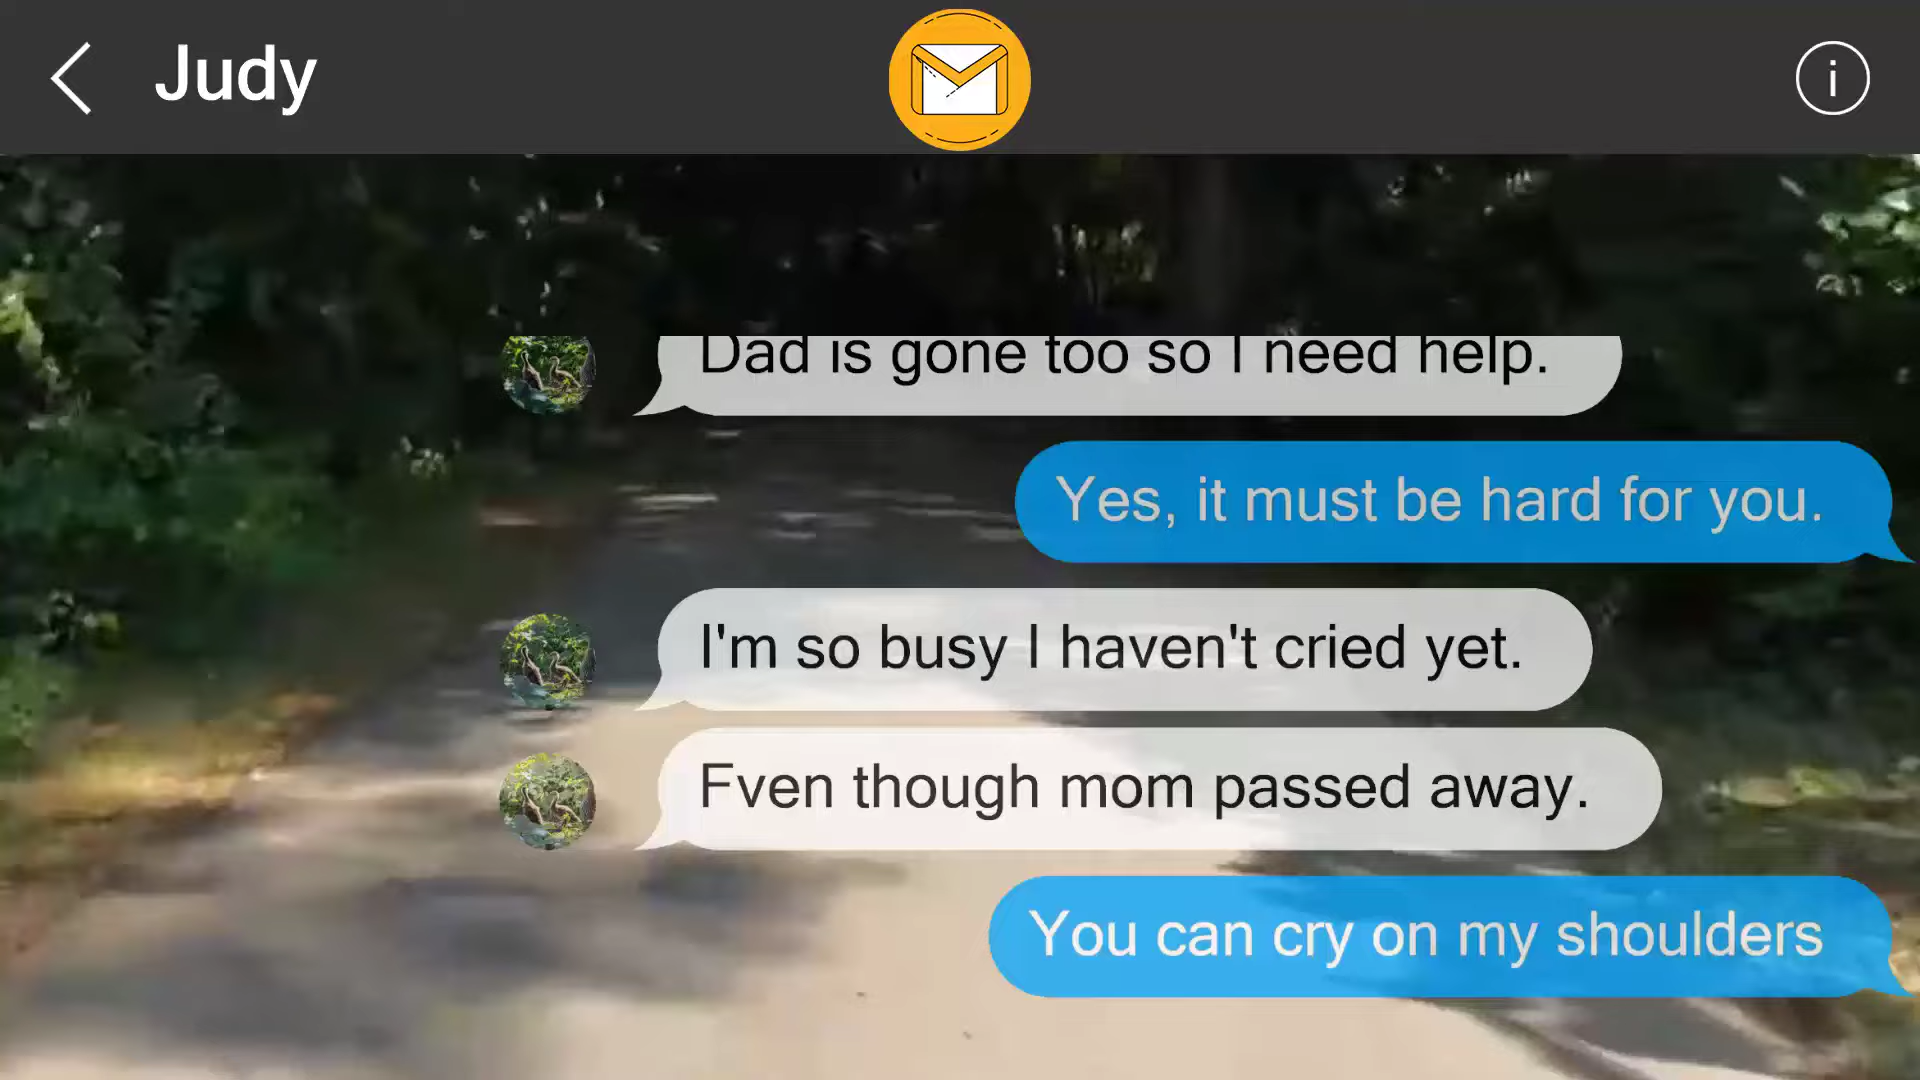 Judy
i
Dad is gone too so I need help.
Yes, it must be hard for you.
I'm so busy I haven't cried yet.
Fven though mom passed away.
You can cry on my shoulders